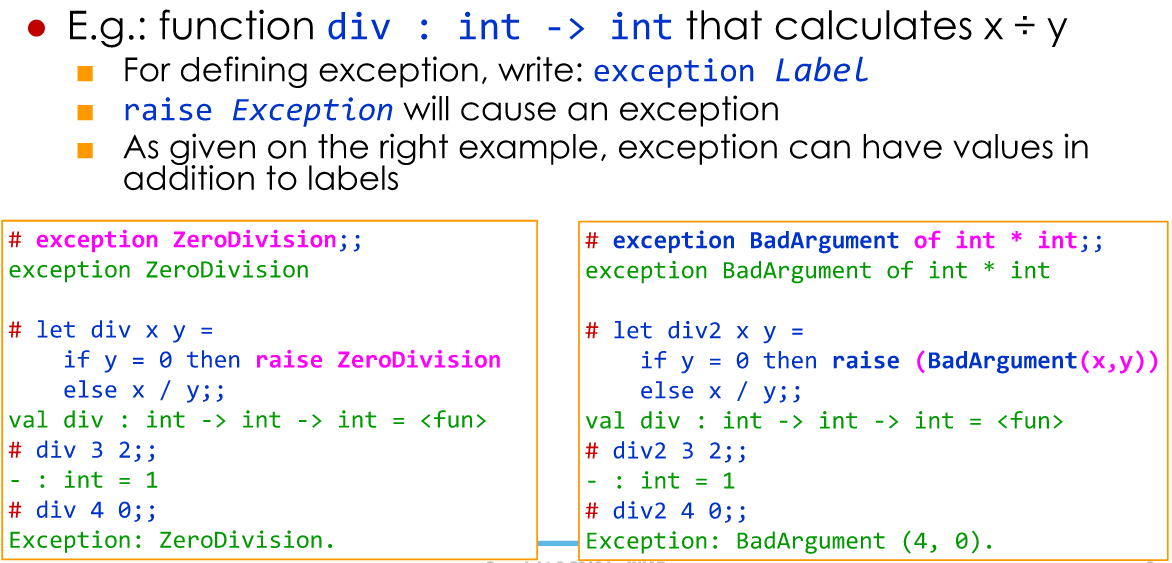 E.g.: function div : int -> int that calculates x ÷ y
For defining exception, write: exception Label
raise Exception will cause an exception
As given on the right example, exception can have values in
addition to labels
# exception ZeroDivision;;
exception ZeroDivision
# let div x y =
if y = 0 then raise ZeroDivision
else x / y;;
val div : int -> int -> int = <fun>
# div 3 2;;
- : int = 1
# div 4 0;;
Exception: ZeroDivision.
# exception BadArgument of int * int;;
exception BadArgument of int * int
# let div2 x y =
if y = 0 then raise (BadArgument(x,y))
else x / y;;
val div : int -> int -> int = <fun>
# div2 3 2;;
- : int = 1
# div2 4 0;;
Exception: BadArgument (4, 0).